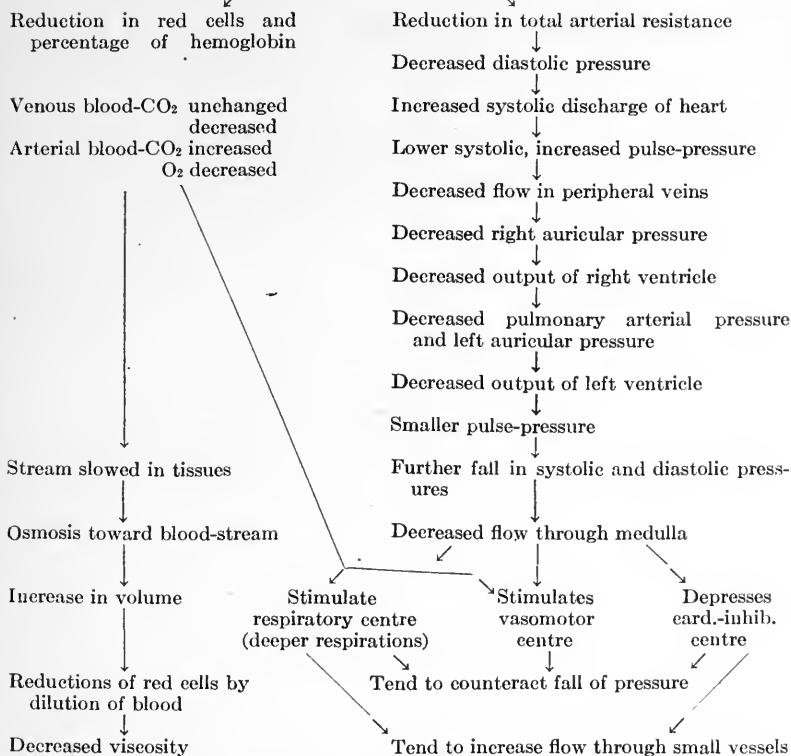 Reduction in red cells and
percentage of hemoglobin
Venous blood-CO₂ unchanged
decreased
Arterial blood-CO₂ increased
O₂ decreased
Stream slowed in tissues
Osmosis toward blood-stream
Increase in volume
Reductions of red cells by
dilution of blood
Decreased viscosity
Reduction in total arterial resistance
Decreased diastolic pressure
Increased systolic discharge of heart
Lower systolic, increased pulse-pressure
Decreased flow in peripheral veins
Decreased right auricular pressure
Decreased output of right ventricle
Decreased pulmonary arterial pressure
and left auricular pressure
Decreased output of left ventricle
Smaller pulse-pressure
Further fall in systolic and diastolic press-
ures
Decreased flow through medulla
Stimulate
respiratory centre
(deeper respirations)
Stimulates
vasomotor
centre
Depresses
card.-inhib.
centre
Tend to counteract fall of pressure
Tend to increase flow through small vessels